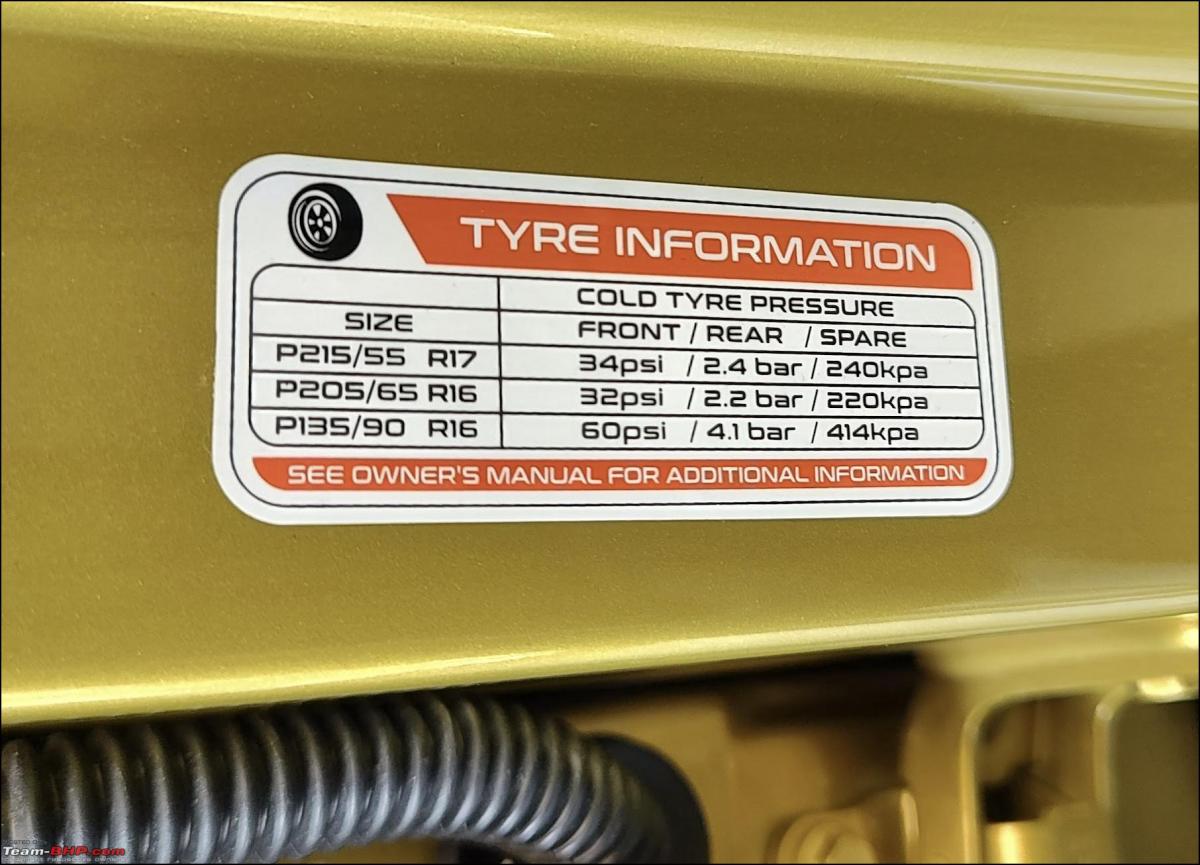 TYRE INFORMATION
COLD TYRE PRESSURE
SIZE FRONT / REAR / SPARE
P215/55 R17 34psi / 2.4 bar / 240kpa
P205/65 R16 32psi / 2.2 bar / 220kpa
P135/90 R16 60psi / 4.1 bar / 414kpa
SEE OWNER'S MANUAL FOR ADDITIONAL INFORMATION
Team-BHP.com